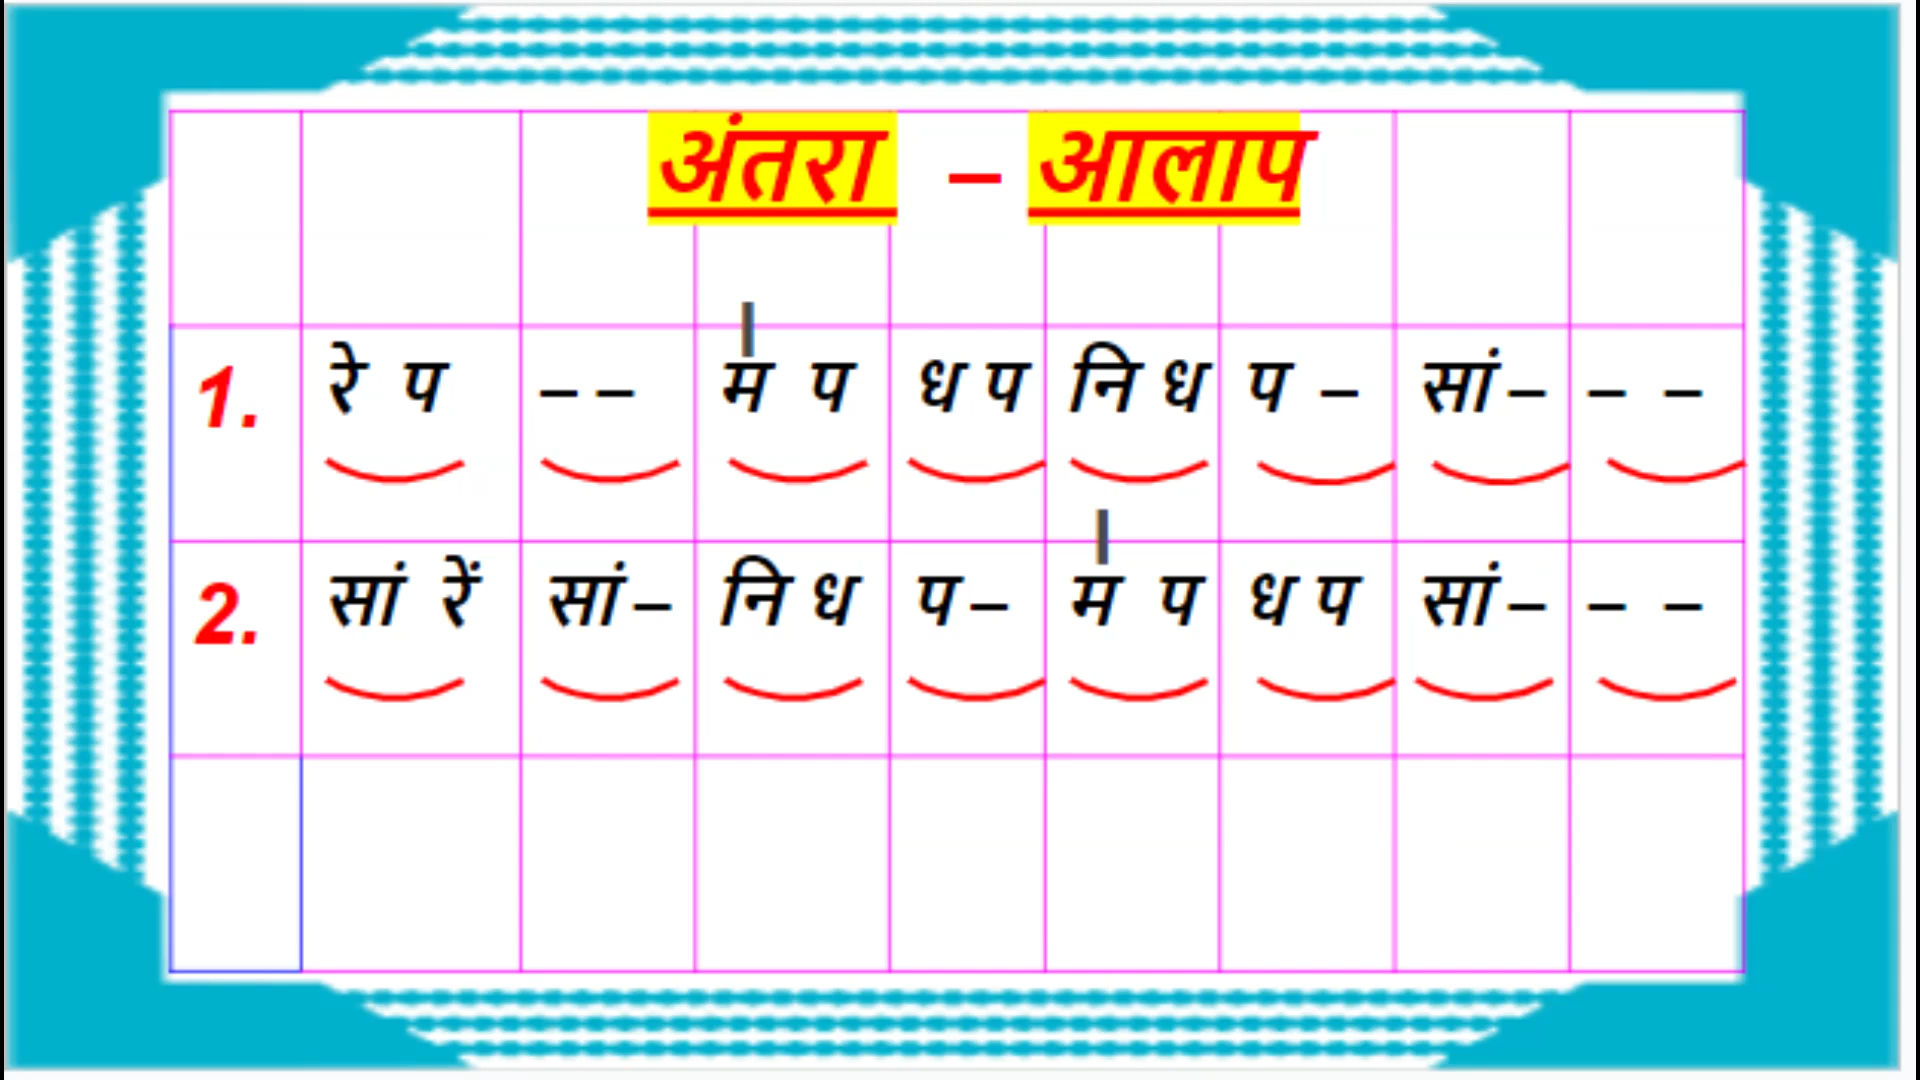 अंतरा – आलाप
1. रे प – – म॑ प ध प नि ध प – सां – – –
2. सां रें सां – नि ध प – म॑ प ध प सां – – –